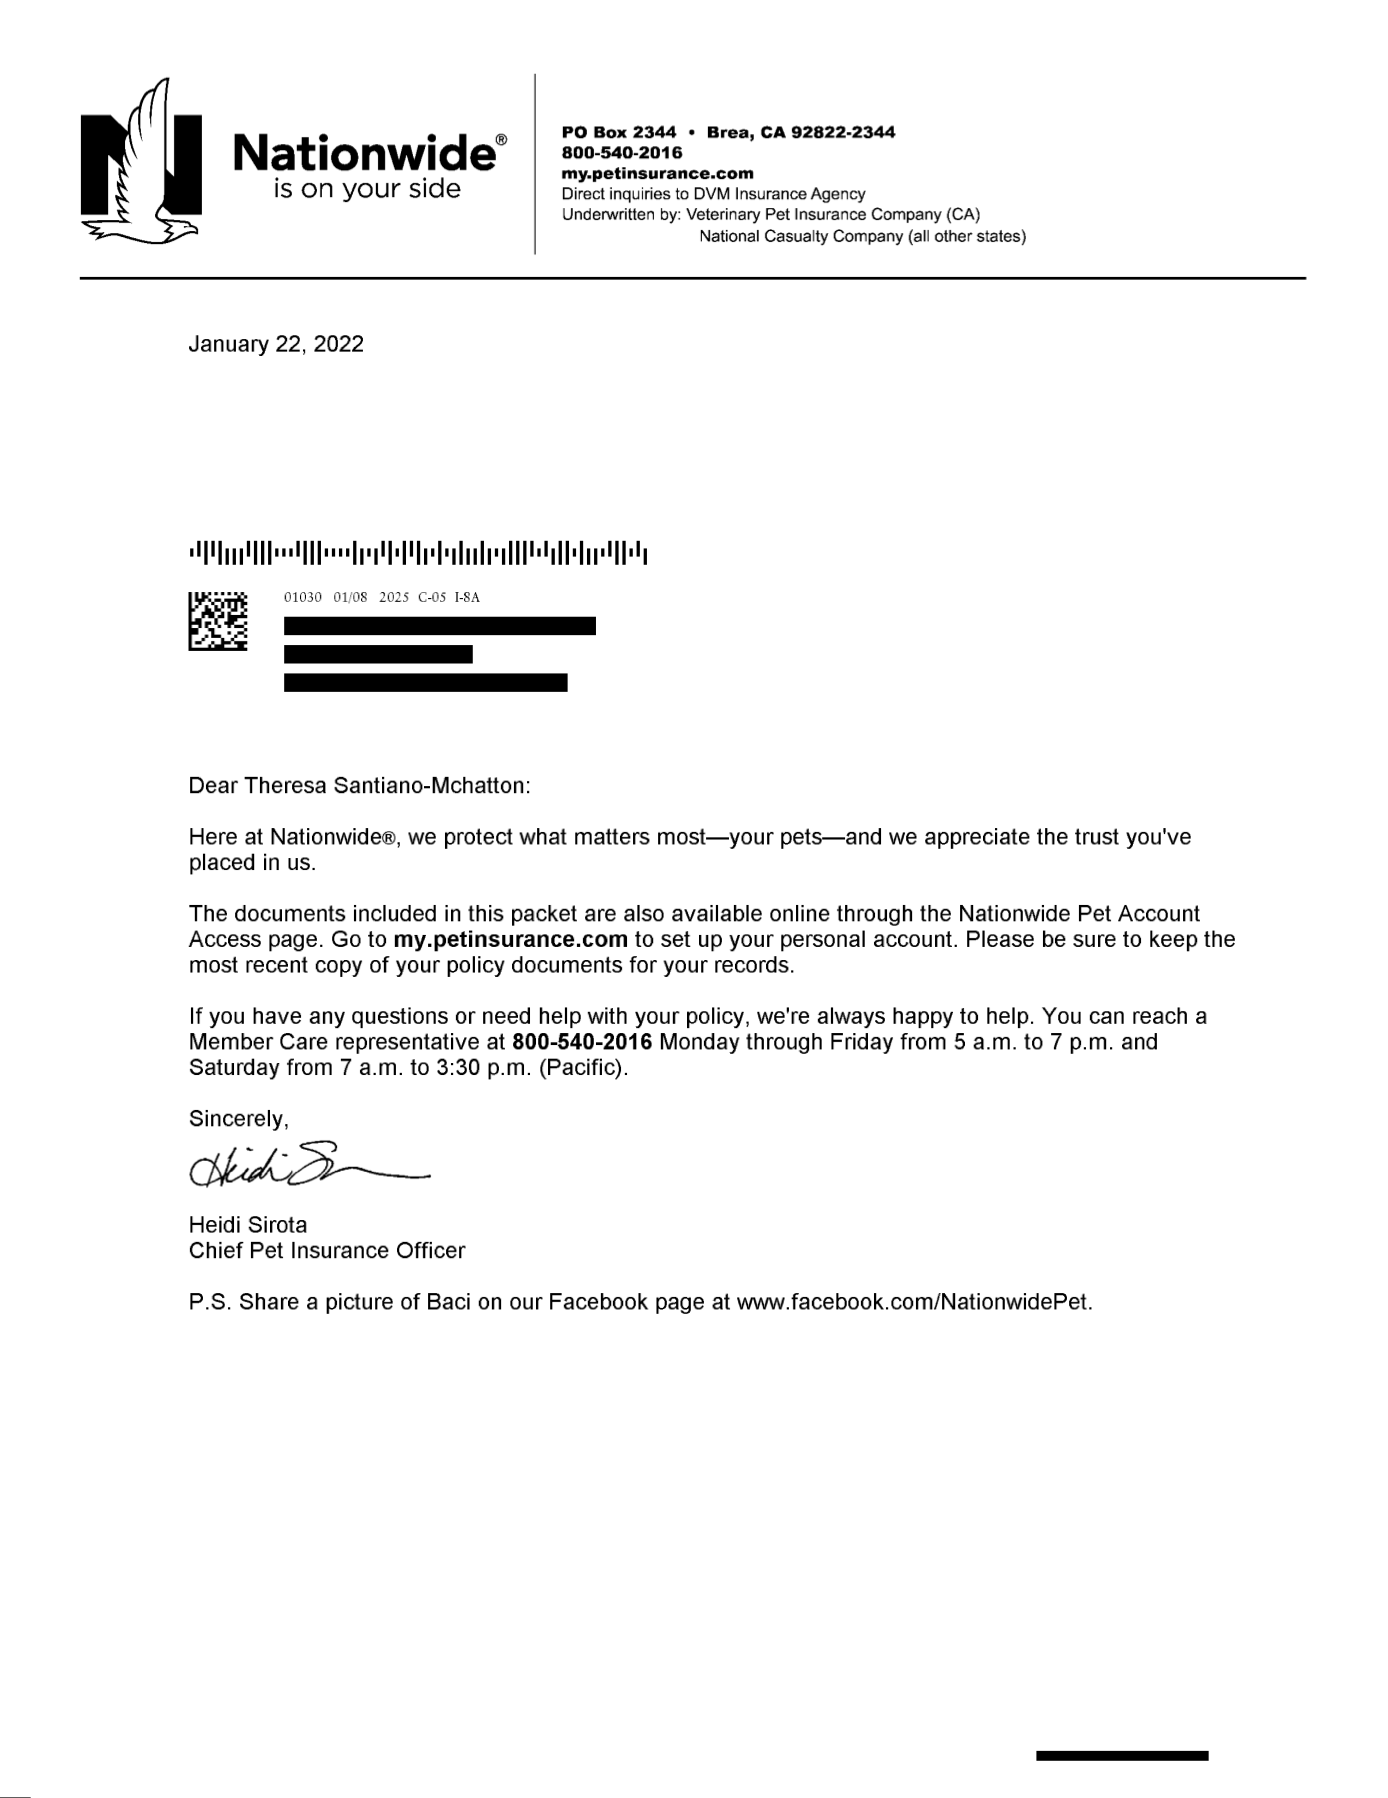 Nationwide®
is on your side
PO Box 2344 • Brea, CA 92822-2344
800-540-2016
my.petinsurance.com
Direct inquiries to DVM Insurance Agency
Underwritten by: Veterinary Pet Insurance Company (CA)
National Casualty Company (all other states)
January 22, 2022
01030 01/08 2025 C-05 I-8A
Dear Theresa Santiano-Mchatton:
Here at Nationwide®, we protect what matters most—your pets—and we appreciate the trust you've
placed in us.
The documents included in this packet are also available online through the Nationwide Pet Account
Access page. Go to my.petinsurance.com to set up your personal account. Please be sure to keep the
most recent copy of your policy documents for your records.
If you have any questions or need help with your policy, we're always happy to help. You can reach a
Member Care representative at 800-540-2016 Monday through Friday from 5 a.m. to 7 p.m. and
Saturday from 7 a.m. to 3:30 p.m. (Pacific).
Sincerely,
Heidi Sirota
Chief Pet Insurance Officer
P.S. Share a picture of Baci on our Facebook page at www.facebook.com/NationwidePet.